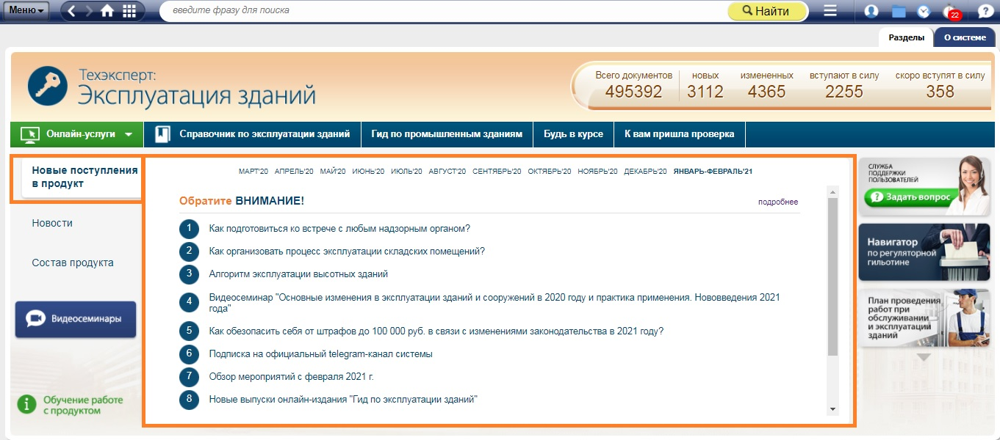 Меню
введите фразу для поиска
Найти
22
?
Разделы
О системе
Техэксперт:
Эксплуатация зданий
Всего документов новых измененных вступают в силу скоро вступят в силу
495392 3112 4365 2255 358
Онлайн-услуги
Справочник по эксплуатации зданий
Гид по промышленным зданиям
Будь в курсе
К вам пришла проверка
Новые поступления
в продукт
Новости
Состав продукта
Видеосеминары
Обучение работе
с продуктом
МАРТ'20 АПРЕЛЬ'20 МАЙ'20 ИЮНЬ'20 ИЮЛЬ'20 АВГУСТ'20 СЕНТЯБРЬ'20 ОКТЯБРЬ'20 НОЯБРЬ'20 ДЕКАБРЬ'20 ЯНВАРЬ-ФЕВРАЛЬ'21
Обратите ВНИМАНИЕ!
подробнее
1 Как подготовиться ко встрече с любым надзорным органом?
2 Как организовать процесс эксплуатации складских помещений?
3 Алгоритм эксплуатации высотных зданий
4 Видеосеминар "Основные изменения в эксплуатации зданий и сооружений в 2020 году и практика применения. Нововведения 2021
года"
5 Как обезопасить себя от штрафов до 100 000 руб. в связи с изменениями законодательства в 2021 году?
6 Подписка на официальный telegram-канал системы
7 Обзор мероприятий с февраля 2021 г.
8 Новые выпуски онлайн-издания "Гид по эксплуатации зданий"
СЛУЖБА
ПОДДЕРЖКИ
ПОЛЬЗОВАТЕЛЕЙ
? Задать вопрос
Навигатор
по регуляторной
гильотине
План проведения
работ при
обслуживании
и эксплуатации
зданий